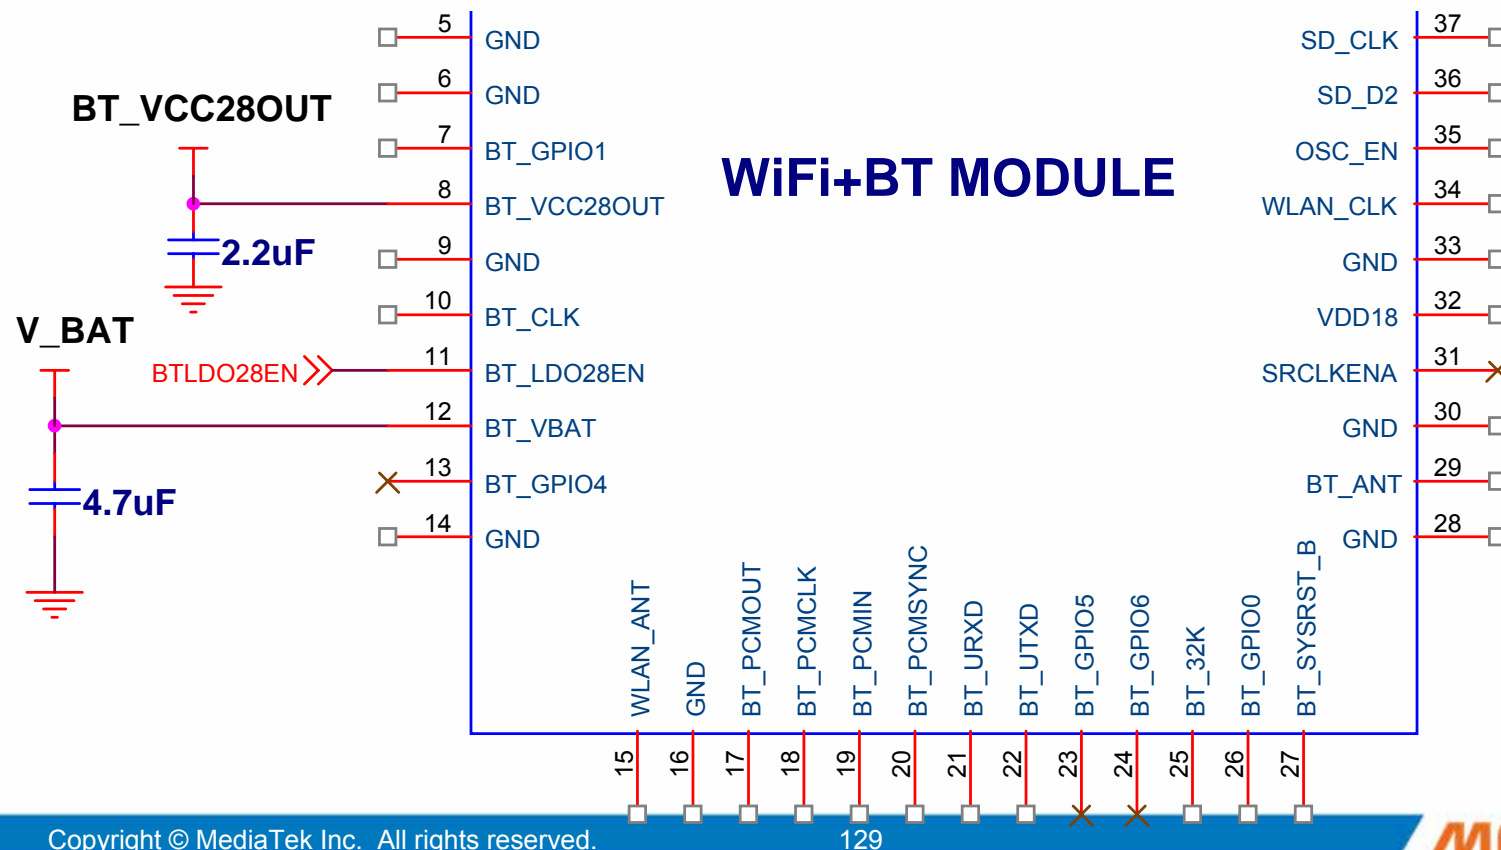 5 GND
6 GND
BT_VCC28OUT
7 BT_GPIO1
8 BT_VCC28OUT
2.2uF
9 GND
10 BT_CLK
V_BAT
BTLDO28EN
11 BT_LDO28EN
12 BT_VBAT
13 BT_GPIO4
4.7uF
14 GND
WiFi+BT MODULE
SD_CLK 37
SD_D2 36
OSC_EN 35
WLAN_CLK 34
GND 33
VDD18 32
SRCLKENA 31
GND 30
BT_ANT 29
GND 28
WLAN_ANT 15
GND 16
BT_PCMOUT 17
BT_PCMCLK 18
BT_PCMIN 19
BT_PCMSYNC 20
BT_URXD 21
BT_UTXD 22
BT_GPIO5 23
BT_GPIO6 24
BT_32K 25
BT_GPIO0 26
BT_SYSRST_B 27
Copyright © MediaTek Inc. All rights reserved.
129